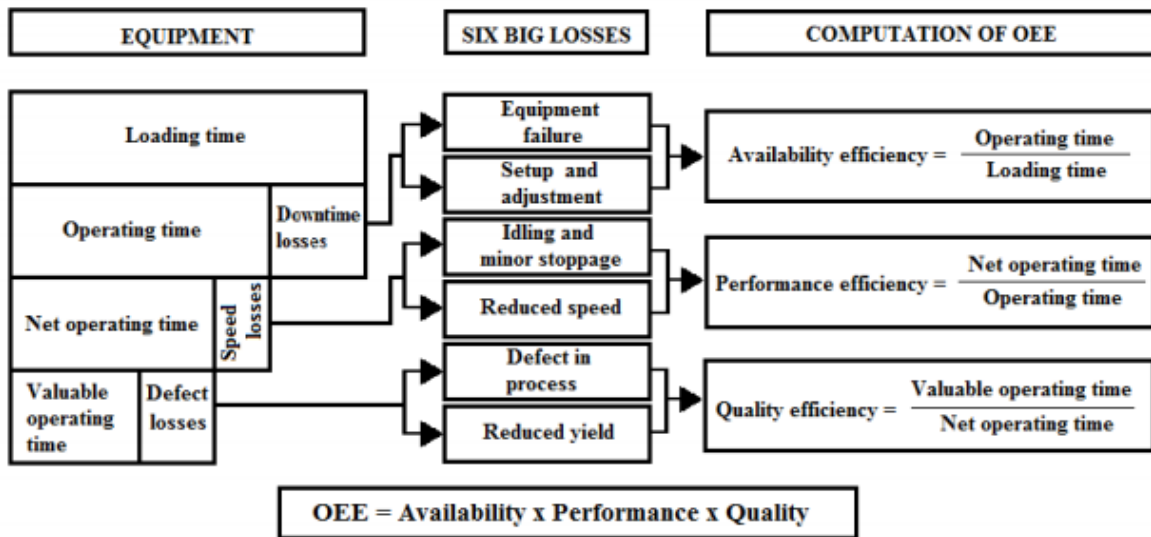 EQUIPMENT
SIX BIG LOSSES
COMPUTATION OF OEE
Loading time
Operating time
Downtime
losses
Net operating time
Speed
losses
Valuable
operating
time
Defect
losses
Equipment
failure
Setup and
adjustment
Idling and
minor stoppage
Reduced speed
Defect in
process
Reduced yield
Availability efficiency = Operating time
Loading time
Performance efficiency = Net operating time
Operating time
Quality efficiency = Valuable operating time
Net operating time
OEE = Availability x Performance x Quality